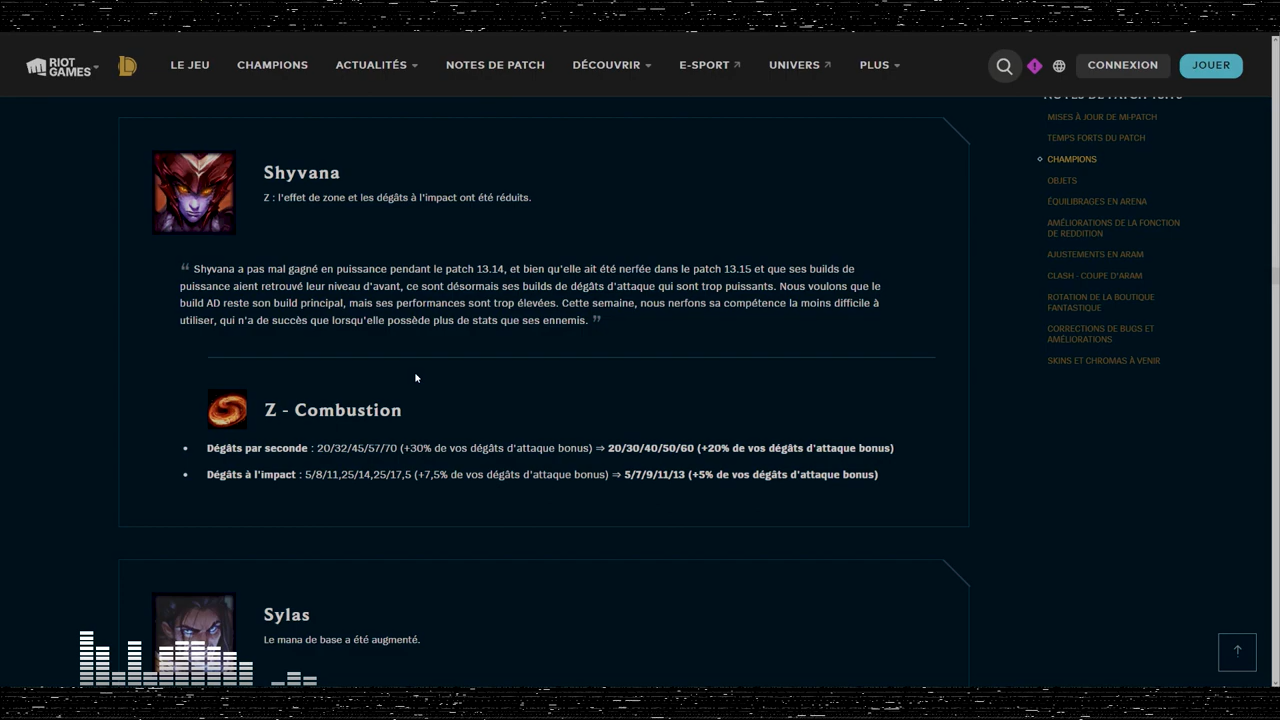 RIOT GAMES
LE JEU
CHAMPIONS
ACTUALITÉS
NOTES DE PATCH
DÉCOUVRIR
E-SPORT
UNIVERS
PLUS
CONNEXION
JOUER
Shyvana
Z : l'effet de zone et les dégâts à l'impact ont été réduits.
Shyvana a pas mal gagné en puissance pendant le patch 13.14, et bien qu'elle ait été nerfée dans le patch 13.15 et que ses builds de
puissance aient retrouvé leur niveau d'avant, ce sont désormais ses builds de dégâts d'attaque qui sont trop puissants. Nous voulons que le
build AD reste son build principal, mais ses performances sont trop élevées. Cette semaine, nous nerfons sa compétence la moins difficile à
utiliser, qui n'a de succès que lorsqu'elle possède plus de stats que ses ennemis.
Z - Combustion
• Dégâts par seconde : 20/32/45/57/70 (+30% de vos dégâts d'attaque bonus) ⇒ 20/30/40/50/60 (+20% de vos dégâts d'attaque bonus)
• Dégâts à l'impact : 5/8/11,25/14,25/17,5 (+7,5% de vos dégâts d'attaque bonus) ⇒ 5/7/9/11/13 (+5% de vos dégâts d'attaque bonus)
Sylas
Le mana de base a été augmenté.
MISES À JOUR DE MI-PATCH
TEMPS FORTS DU PATCH
CHAMPIONS
OBJETS
ÉQUILIBRAGES EN ARENA
AMÉLIORATIONS DE LA FONCTION
DE REDDITION
AJUSTEMENTS EN ARAM
CLASH - COUPE D'ARAM
ROTATION DE LA BOUTIQUE
FANTASTIQUE
CORRECTIONS DE BUGS ET
AMÉLIORATIONS
SKINS ET CHROMAS À VENIR